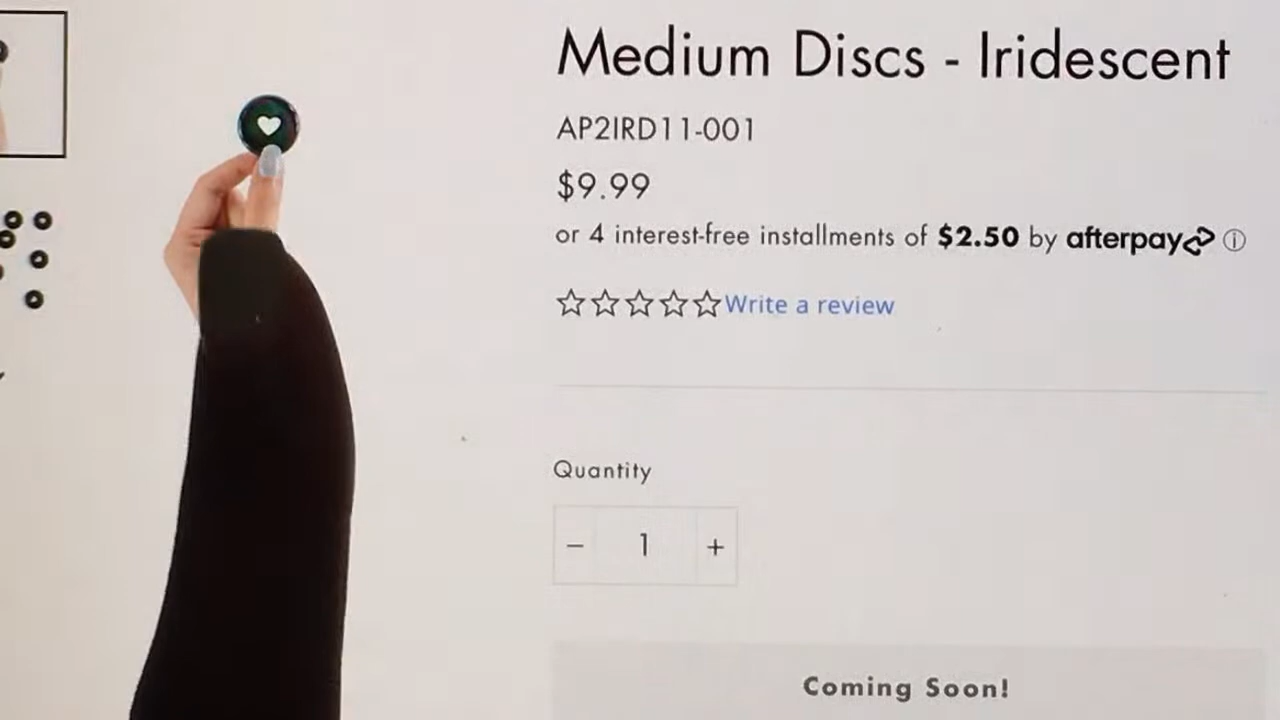 Medium Discs - Iridescent
AP2IRD11-001
$9.99
or 4 interest-free installments of $2.50 by afterpay
Write a review
Quantity
− 1 +
Coming Soon!